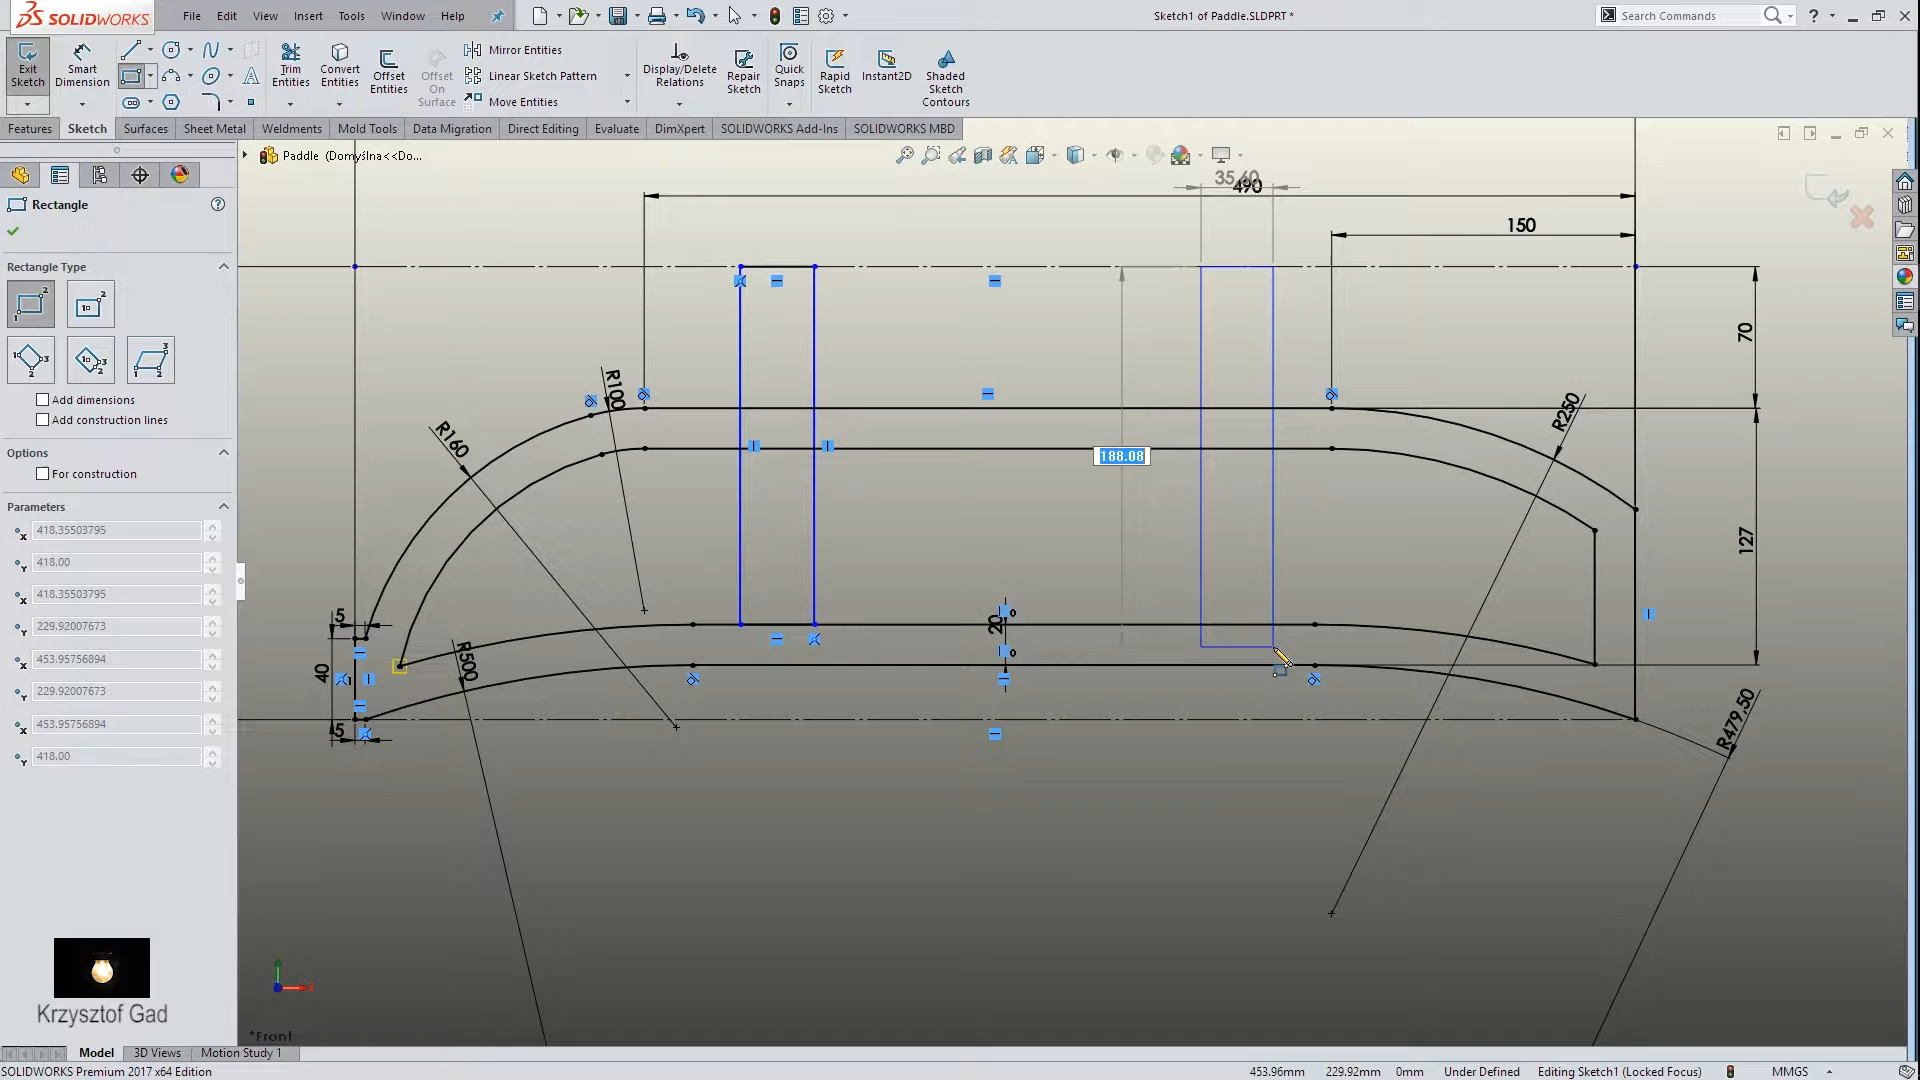 SOLIDWORKS
File Edit View Insert Tools Window Help
Sketch1 of Paddle.SLDPRT *
Search Commands
Exit Sketch
Smart Dimension
Trim Entities
Convert Entities
Offset Entities
Offset On Surface
Mirror Entities
Linear Sketch Pattern
Move Entities
Display/Delete Relations
Repair Sketch
Quick Snaps
Rapid Sketch
Instant2D
Shaded Sketch Contours
Features Sketch Surfaces Sheet Metal Weldments Mold Tools Data Migration Direct Editing Evaluate DimXpert SOLIDWORKS Add-Ins SOLIDWORKS MBD
Paddle (Domyślna<<Do...
Rectangle
Rectangle Type
Add dimensions
Add construction lines
Options
For construction
Parameters
418.35503795
418.00
418.35503795
229.92007673
453.95756894
229.92007673
453.95756894
418.00
35,60
490
150
70
R100
R160
R250
188.08
127
5
20
40
R500
5
R479,50
Krzysztof Gad
*Front
Model 3D Views Motion Study 1
SOLIDWORKS Premium 2017 x64 Edition
453.96mm 229.92mm 0mm Under Defined Editing Sketch1 (Locked Focus) MMGS